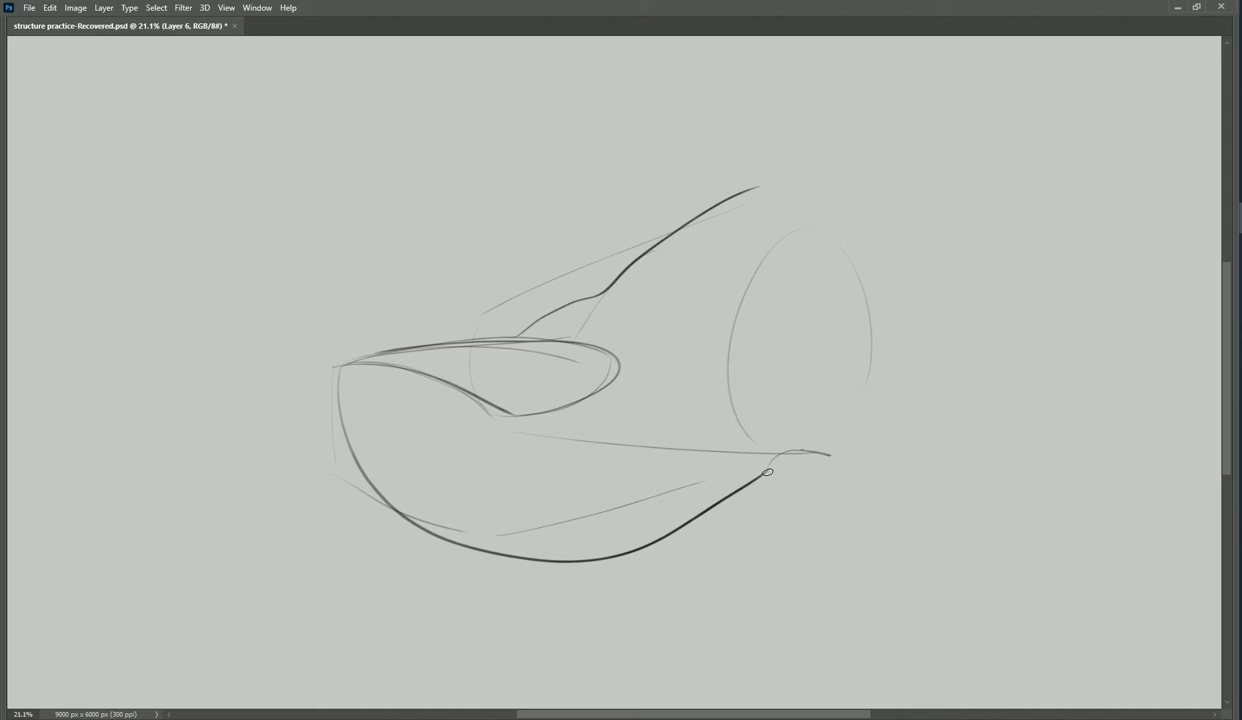 Ps File Edit Image Layer Type Select Filter 3D View Window Help
structure practice-Recovered.psd @ 21.1% (Layer 6, RGB/8#) *
21.1% 9000 px x 6000 px (300 ppi)